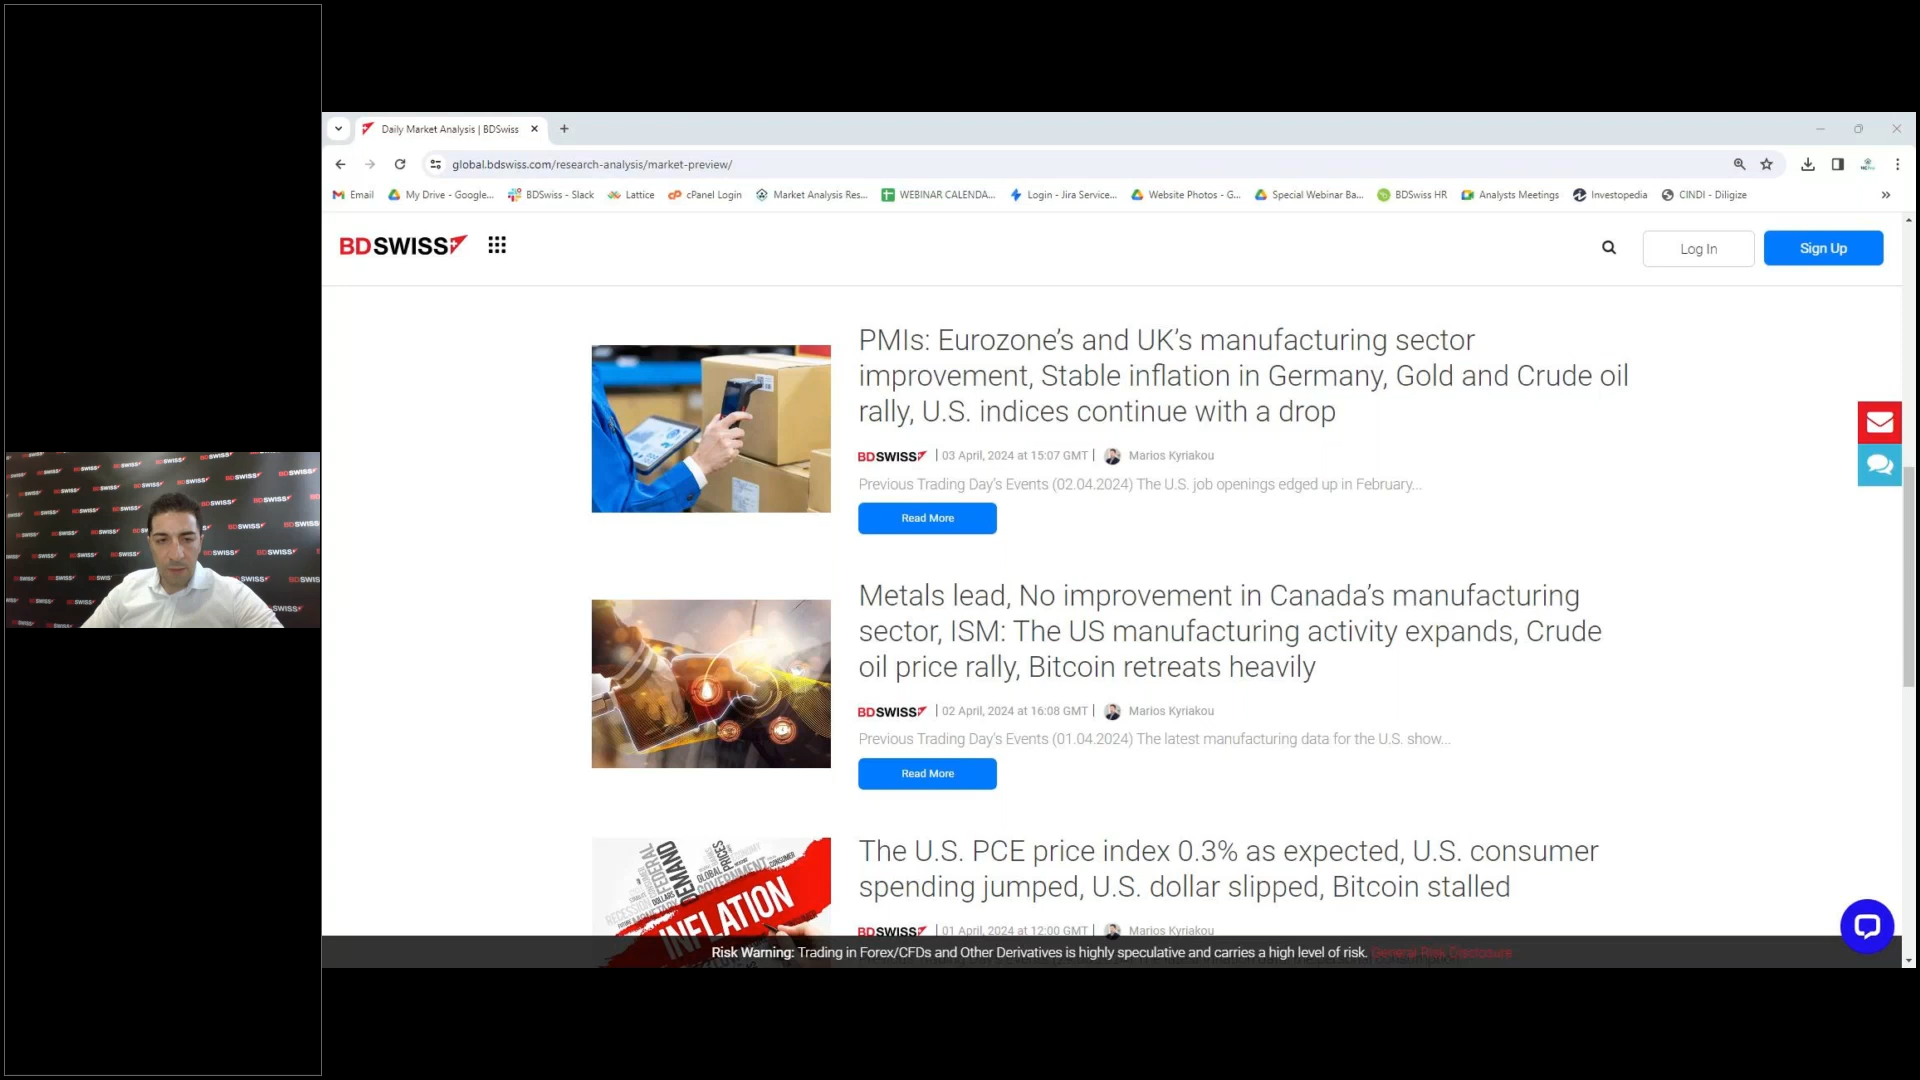 Daily Market Analysis | BDSwiss
global.bdswiss.com/research-analysis/market-preview/
Email
My Drive - Google...
BDSwiss - Slack
Lattice
cPanel Login
Market Analysis Res...
WEBINAR CALENDA...
Login - Jira Service...
Website Photos - G...
Special Webinar Ba...
BDSwiss HR
Analysts Meetings
Investopedia
CINDI - Diligize
BDSWISS
Log In
Sign Up
PMIs: Eurozone’s and UK’s manufacturing sector
improvement, Stable inflation in Germany, Gold and Crude oil
rally, U.S. indices continue with a drop
BDSWISS | 03 April, 2024 at 15:07 GMT | Marios Kyriakou
Previous Trading Day's Events (02.04.2024) The U.S. job openings edged up in February...
Read More
Metals lead, No improvement in Canada’s manufacturing
sector, ISM: The US manufacturing activity expands, Crude
oil price rally, Bitcoin retreats heavily
BDSWISS | 02 April, 2024 at 16:08 GMT | Marios Kyriakou
Previous Trading Day's Events (01.04.2024) The latest manufacturing data for the U.S. show...
Read More
DEMAND
FEDERAL
PRICES
GLOBAL
GOVERNMENT
CONSUMER
INFLATION
The U.S. PCE price index 0.3% as expected, U.S. consumer
spending jumped, U.S. dollar slipped, Bitcoin stalled
BDSWISS | 01 April, 2024 at 12:00 GMT | Marios Kyriakou
Risk Warning: Trading in Forex/CFDs and Other Derivatives is highly speculative and carries a high level of risk. General Risk Disclosure